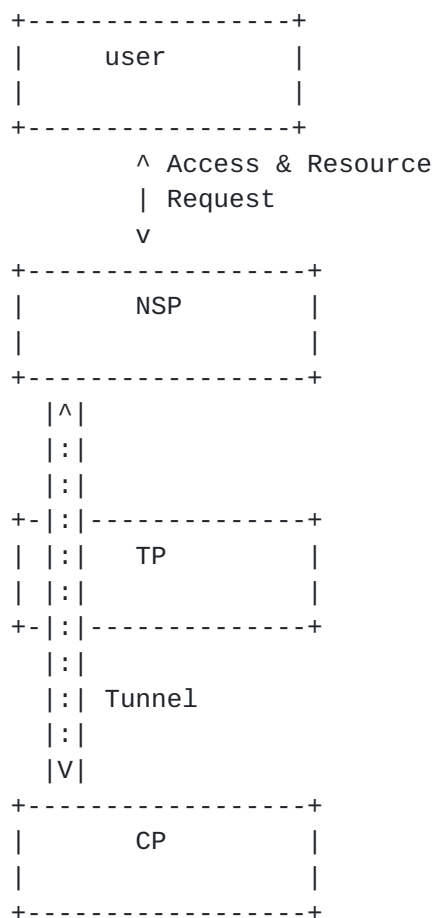 +----------------+
|     user       |
|                |
+----------------+
       ^ Access & Resource
       | Request
       v
+-----------------+
|       NSP       |
|                 |
+-----------------+
  |^|
  |:|
  |:|
+-|:|-------------+
| |:|   TP        |
| |:|             |
+-|:|-------------+
  |:|
  |:| Tunnel
  |:|
  |V|
+-----------------+
|       CP        |
|                 |
+-----------------+